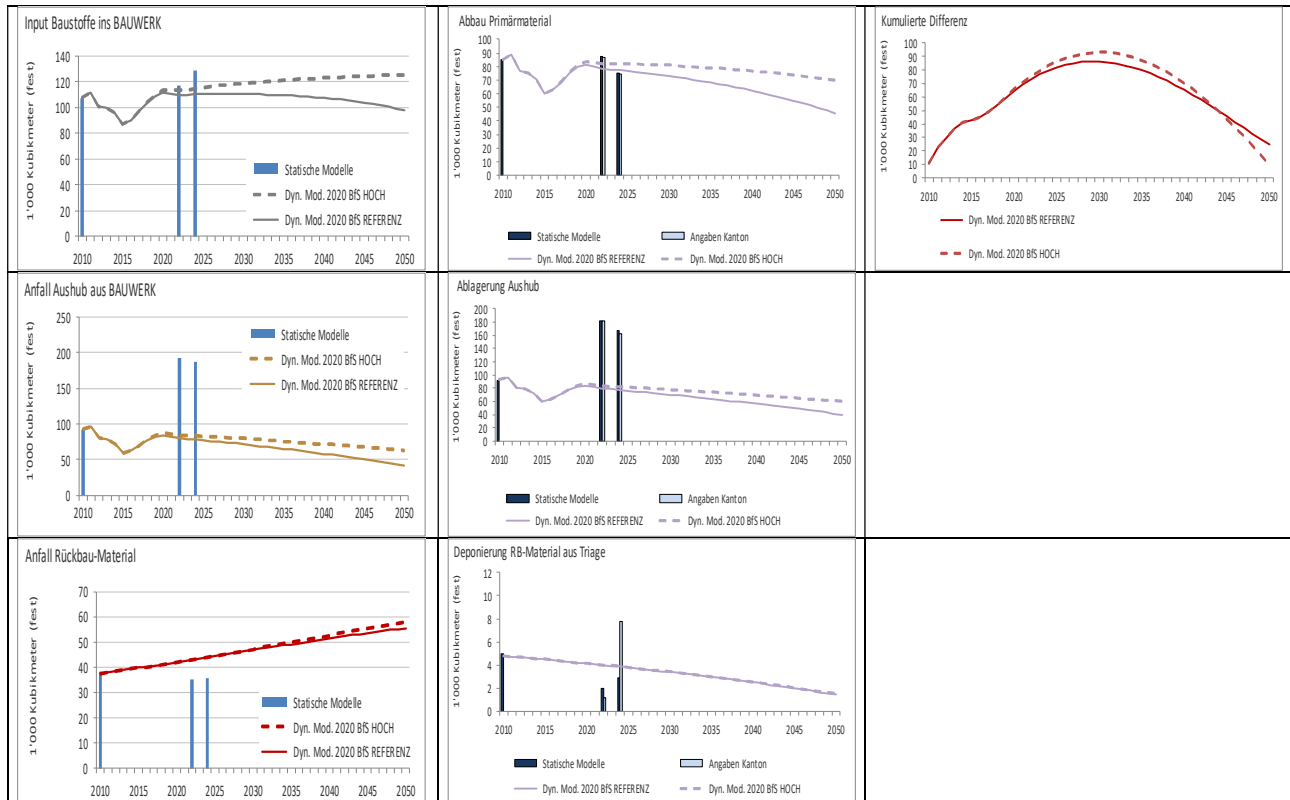 Input Baustoffe ins BAUWERK
1'000 Kubikmeter (fest)
140
120
100
80
60
40
20
0
Statische Modelle
Dyn. Mod. 2020 BfS HOCH
Dyn. Mod. 2020 BfS REFERENZ
2010 2015 2020 2025 2030 2035 2040 2045 2050
Abbau Primärmaterial
1'000 Kubikmeter (fest)
100
90
80
70
60
50
40
30
20
10
0
2010 2015 2020 2025 2030 2035 2040 2045 2050
Statische Modelle Angaben Kanton
Dyn. Mod. 2020 BfS REFERENZ Dyn. Mod. 2020 BfS HOCH
Kumulierte Differenz
1'000 Kubikmeter (fest)
100
90
80
70
60
50
40
30
20
10
0
2010 2015 2020 2025 2030 2035 2040 2045 2050
Dyn. Mod. 2020 BfS REFERENZ
Dyn. Mod. 2020 BfS HOCH
Anfall Aushub aus BAUWERK
1'000 Kubikmeter (fest)
250
200
150
100
50
0
Statische Modelle
Dyn. Mod. 2020 BfS HOCH
Dyn. Mod. 2020 BfS REFERENZ
2010 2015 2020 2025 2030 2035 2040 2045 2050
Ablagerung Aushub
1'000 Kubikmeter (fest)
200
180
160
140
120
100
80
60
40
20
0
2010 2015 2020 2025 2030 2035 2040 2045 2050
Statische Modelle Angaben Kanton
Dyn. Mod. 2020 BfS REFERENZ Dyn. Mod. 2020 BfS HOCH
Anfall Rückbau-Material
1'000 Kubikmeter (fest)
70
60
50
40
30
20
10
0
Statische Modelle
Dyn. Mod. 2020 BfS HOCH
Dyn. Mod. 2020 BfS REFERENZ
2010 2015 2020 2025 2030 2035 2040 2045 2050
Deponierung RB-Material aus Triage
1'000 Kubikmeter (fest)
12
10
8
6
4
2
0
2010 2015 2020 2025 2030 2035 2040 2045 2050
Statische Modelle Angaben Kanton
Dyn. Mod. 2020 BfS REFERENZ Dyn. Mod. 2020 BfS HOCH